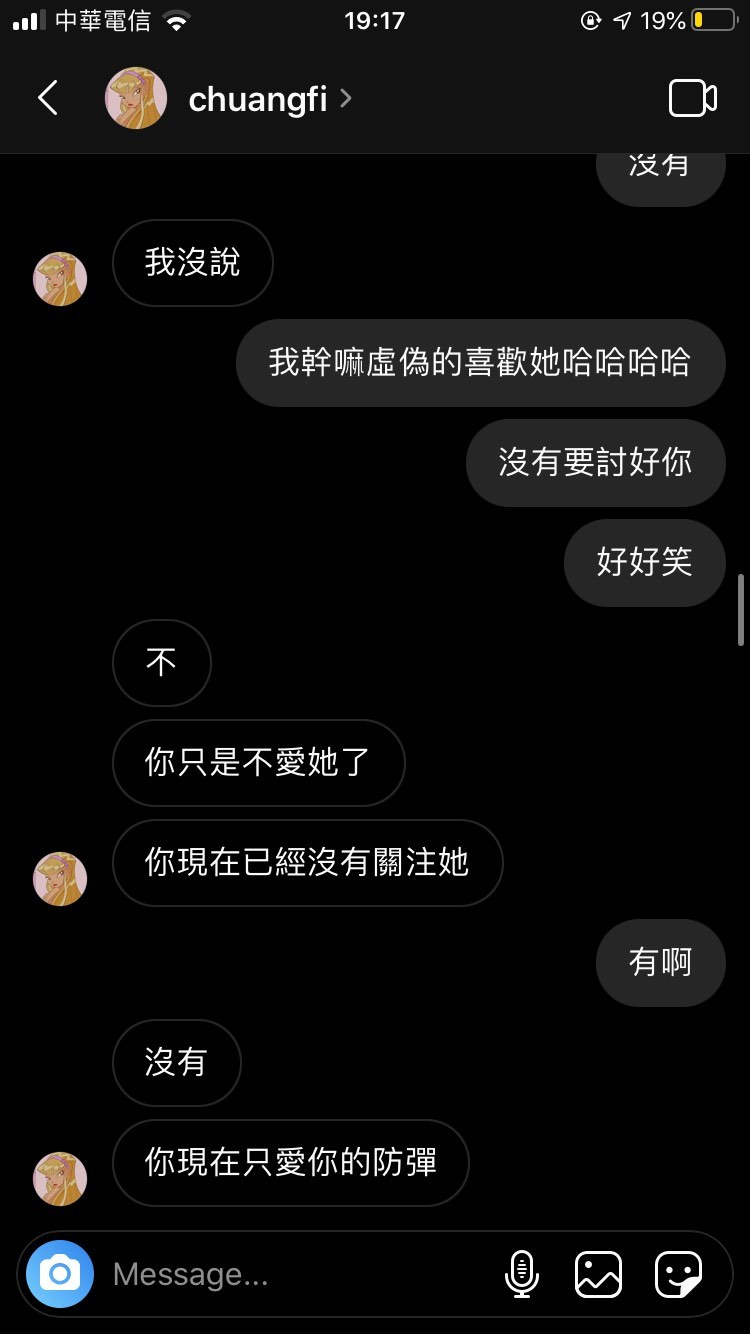 中華電信
19:17
19%
chuangfi
沒有
我沒說
我幹嘛虛偽的喜歡她哈哈哈哈
沒有要討好你
好好笑
不
你只是不愛她了
你現在已經沒有關注她
有啊
沒有
你現在只愛你的防彈
Message...